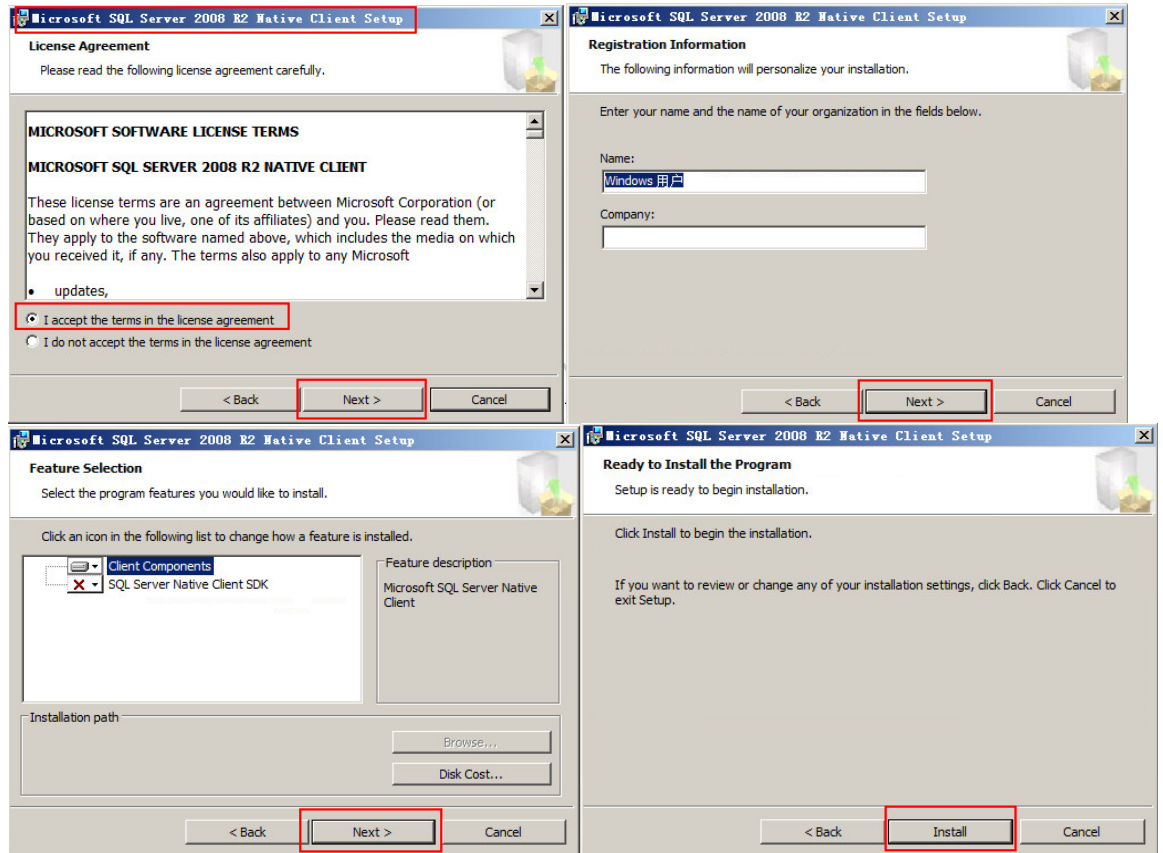 Microsoft SQL Server 2008 R2 Native Client Setup
License Agreement
Please read the following license agreement carefully.
MICROSOFT SOFTWARE LICENSE TERMS
MICROSOFT SQL SERVER 2008 R2 NATIVE CLIENT
These license terms are an agreement between Microsoft Corporation (or
based on where you live, one of its affiliates) and you. Please read them.
They apply to the software named above, which includes the media on which
you received it, if any. The terms also apply to any Microsoft
• updates,
I accept the terms in the license agreement
I do not accept the terms in the license agreement
< Back
Next >
Cancel
Microsoft SQL Server 2008 R2 Native Client Setup
Registration Information
The following information will personalize your installation.
Enter your name and the name of your organization in the fields below.
Name:
Windows 用户
Company:
< Back
Next >
Cancel
Microsoft SQL Server 2008 R2 Native Client Setup
Feature Selection
Select the program features you would like to install.
Click an icon in the following list to change how a feature is installed.
Client Components
SQL Server Native Client SDK
Feature description
Microsoft SQL Server Native
Client
Installation path
Browse...
Disk Cost...
< Back
Next >
Cancel
Microsoft SQL Server 2008 R2 Native Client Setup
Ready to Install the Program
Setup is ready to begin installation.
Click Install to begin the installation.
If you want to review or change any of your installation settings, click Back. Click Cancel to
exit Setup.
< Back
Install
Cancel